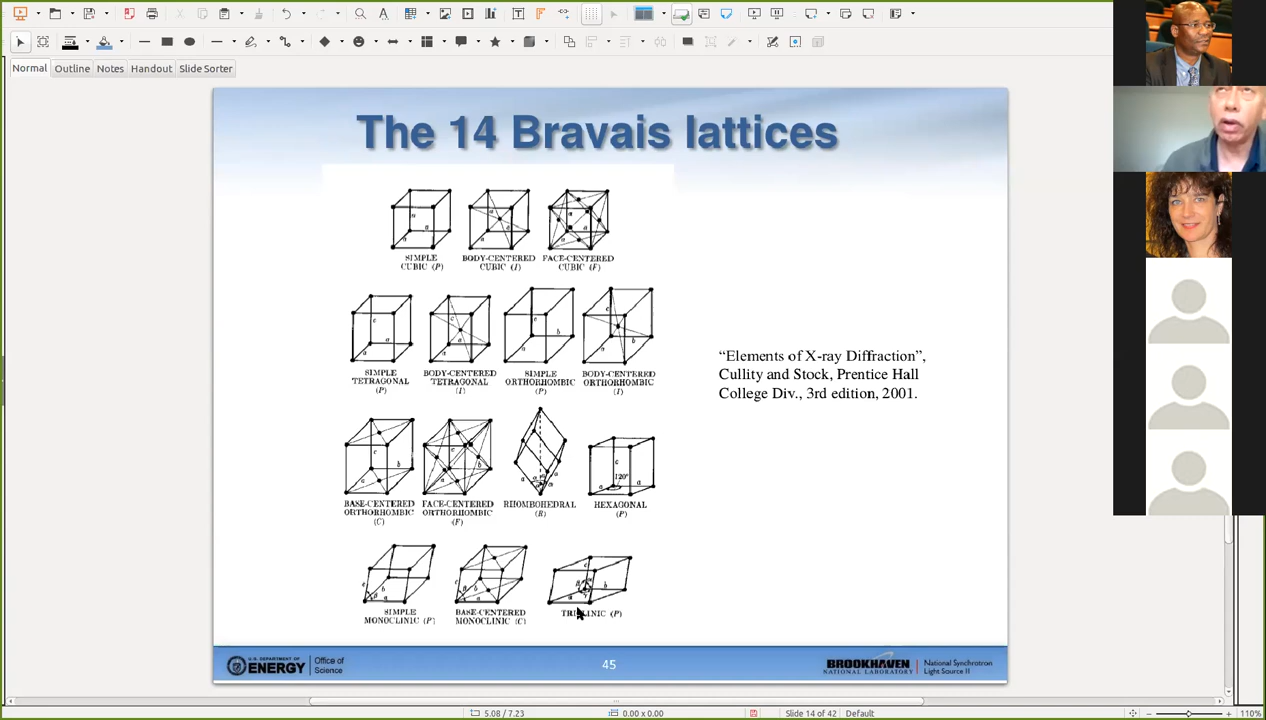 Normal
Outline
Notes
Handout
Slide Sorter
The 14 Bravais lattices
SIMPLE
CUBIC (P)
BODY-CENTERED
CUBIC (I)
FACE-CENTERED
CUBIC (F)
SIMPLE
TETRAGONAL
(P)
BODY-CENTERED
TETRAGONAL
(I)
SIMPLE
ORTHORHOMBIC
(P)
BODY-CENTERED
ORTHORHOMBIC
(I)
"Elements of X-ray Diffraction",
Cullity and Stock, Prentice Hall
College Div., 3rd edition, 2001.
BASE-CENTERED
ORTHORHOMBIC
(C)
FACE-CENTERED
ORTHORHOMBIC
(F)
RHOMBOHEDRAL
(R)
120°
HEXAGONAL
(P)
SIMPLE
MONOCLINIC (P)
BASE-CENTERED
MONOCLINIC (C)
TRICLINIC (P)
U.S. DEPARTMENT OF
ENERGY
Office of
Science
45
BROOKHAVEN
NATIONAL LABORATORY
National Synchrotron
Light Source II
5.08 / 7.23
0.00 x 0.00
Slide 14 of 42
Default
110%